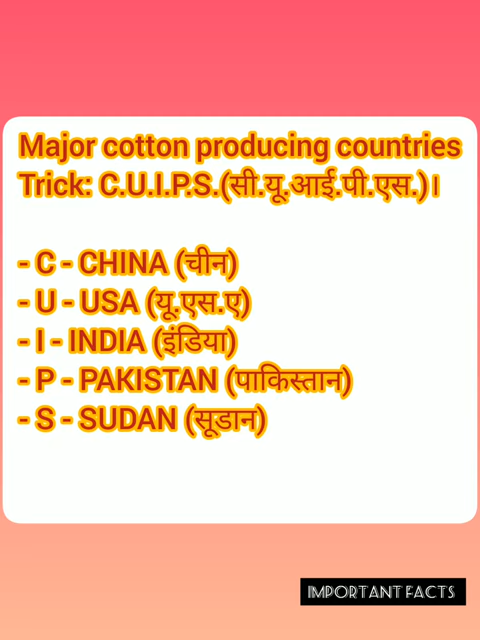 Major cotton producing countries
Trick: C.U.I.P.S.(सी.यू.आई.पी.एस.)।
- C - CHINA (चीन)
- U - USA (यू.एस.ए)
- I - INDIA (इंडिया)
- P - PAKISTAN (पाकिस्तान)
- S - SUDAN (सूडान)
IMPORTANT FACTS